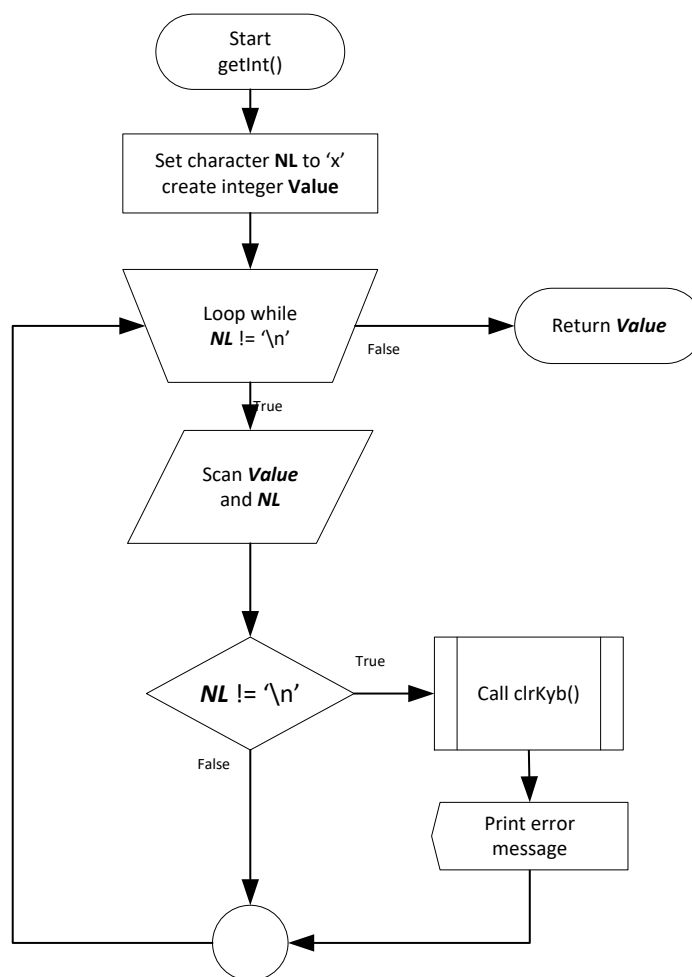 Start
getInt()
Set character NL to ‘x’
create integer Value
Loop while
NL != ‘\n’
False
Return Value
True
Scan Value
and NL
NL != ‘\n’
True
Call clrKyb()
False
Print error
message